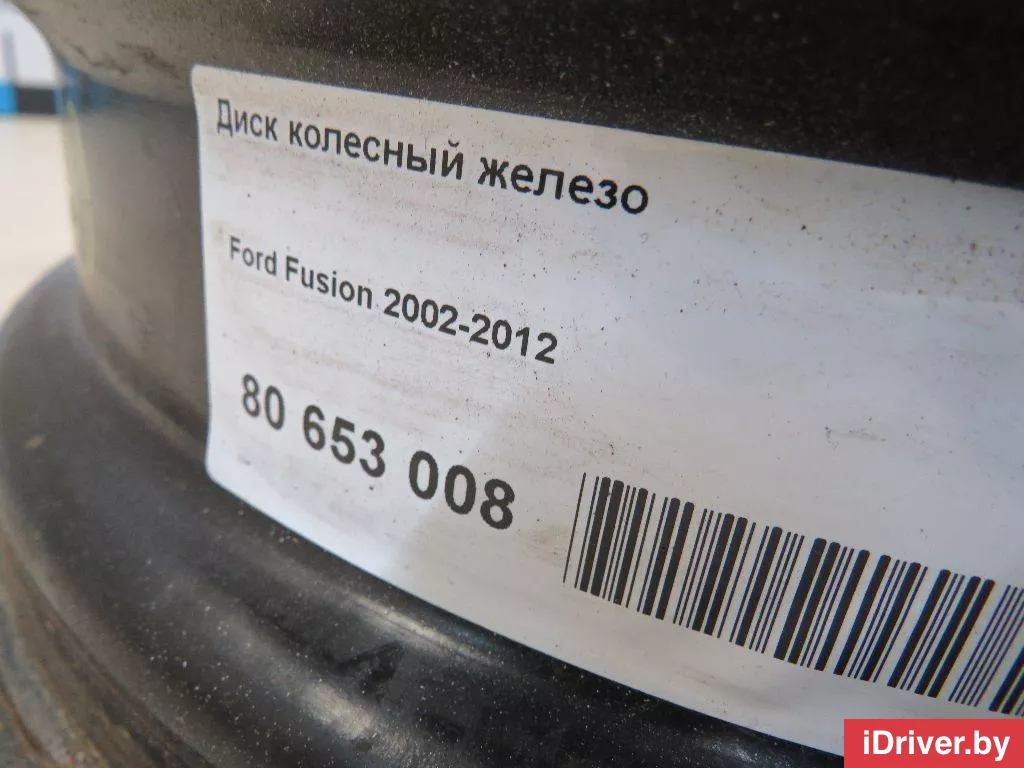 Диск колесный железо
Ford Fusion 2002-2012
80 653 008
iDriver.by